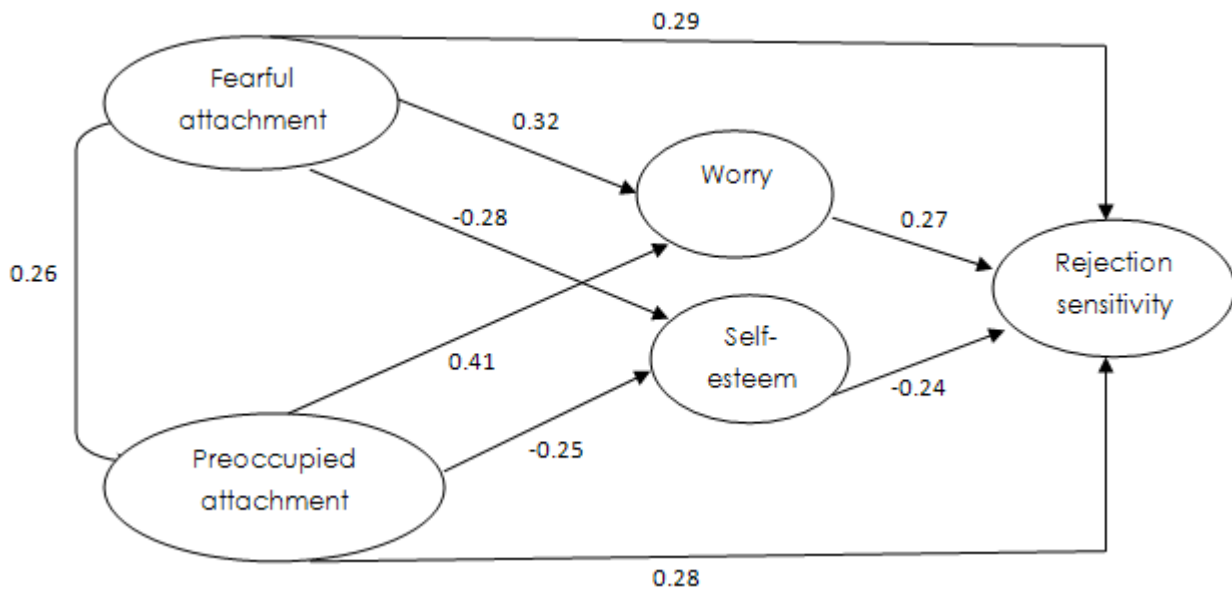 0.29
Fearful
attachment
0.32
Worry
-0.28
0.27
0.26
Rejection
sensitivity
Self-
esteem
0.41
-0.24
-0.25
Preoccupied
attachment
0.28